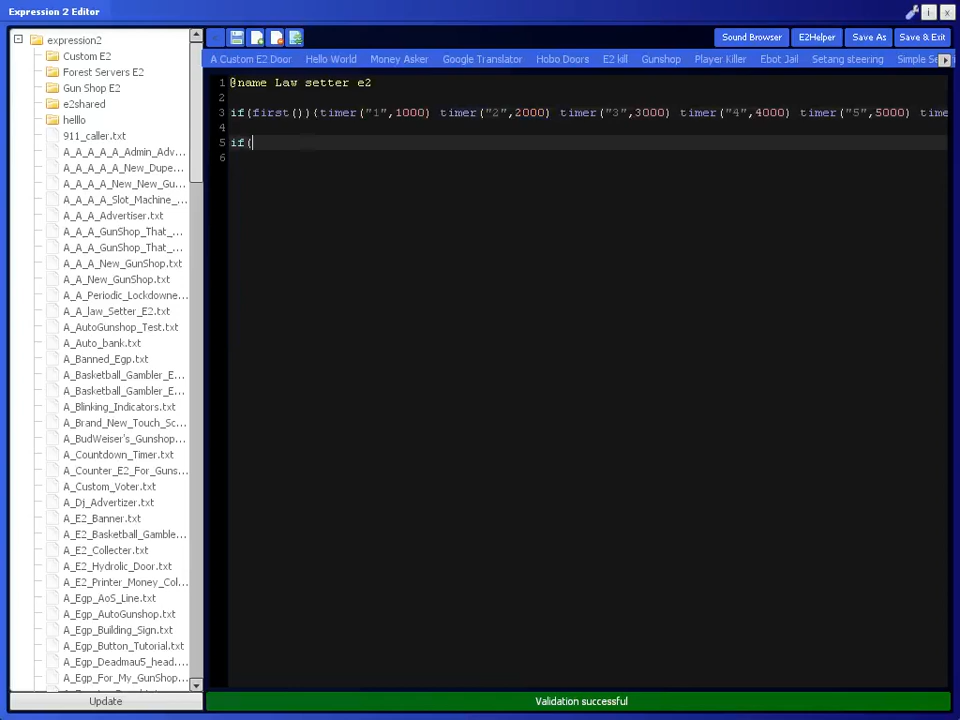 Expression 2 Editor
i
x
Sound Browser
E2Helper
Save As
Save & Exit
A Custom E2 Door
Hello World
Money Asker
Google Translator
Hobo Doors
E2 kill
Gunshop
Player Killer
Ebot Jail
Setang steering
Simple Se
expression2
Custom E2
Forest Servers E2
Gun Shop E2
e2shared
helllo
911_caller.txt
A_A_A_A_A_Admin_Adv...
A_A_A_A_A_New_Dupe...
A_A_A_A_New_New_Gu...
A_A_A_A_Slot_Machine_...
A_A_A_Advertiser.txt
A_A_A_GunShop_That_...
A_A_A_GunShop_That_...
A_A_A_New_GunShop.txt
A_A_New_GunShop.txt
A_A_Periodic_Lockdowne...
A_A_law_Setter_E2.txt
A_AutoGunshop_Test.txt
A_Auto_bank.txt
A_Banned_Egp.txt
A_Basketball_Gambler_E...
A_Basketball_Gambler_E...
A_Blinking_Indicators.txt
A_Brand_New_Touch_Sc...
A_BudWeiser's_Gunshop...
A_Countdown_Timer.txt
A_Counter_E2_For_Guns...
A_Custom_Voter.txt
A_Dj_Advertizer.txt
A_E2_Banner.txt
A_E2_Basketball_Gamble...
A_E2_Collecter.txt
A_E2_Hydrolic_Door.txt
A_E2_Printer_Money_Col...
A_Egp_AoS_Line.txt
A_Egp_AutoGunshop.txt
A_Egp_Building_Sign.txt
A_Egp_Button_Tutorial.txt
A_Egp_Deadmau5_head....
A_Egp_For_My_GunShop...
Update
1 @name Law setter e2
2
3 if(first()){timer("1",1000) timer("2",2000) timer("3",3000) timer("4",4000) timer("5",5000) time
4
5 if(
6
Validation successful